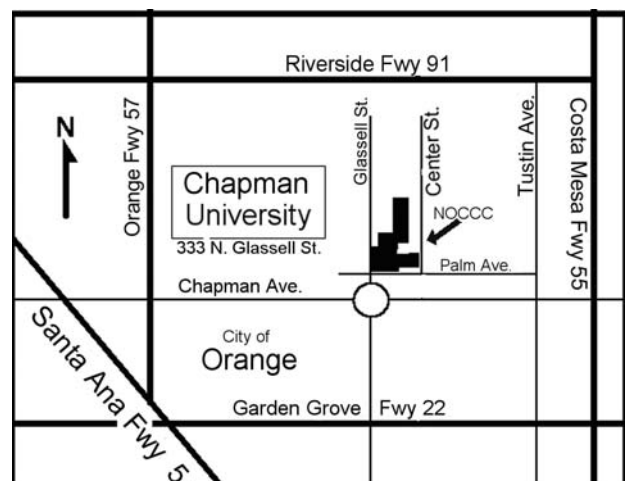 Riverside Fwy 91
N
Orange Fwy 57
Glassell St.
Center St.
Tustin Ave.
Costa Mesa Fwy 55
Chapman
University
333 N. Glassell St.
NOCCC
Palm Ave.
Chapman Ave.
City of
Orange
Santa Ana Fwy 5
Garden Grove Fwy 22